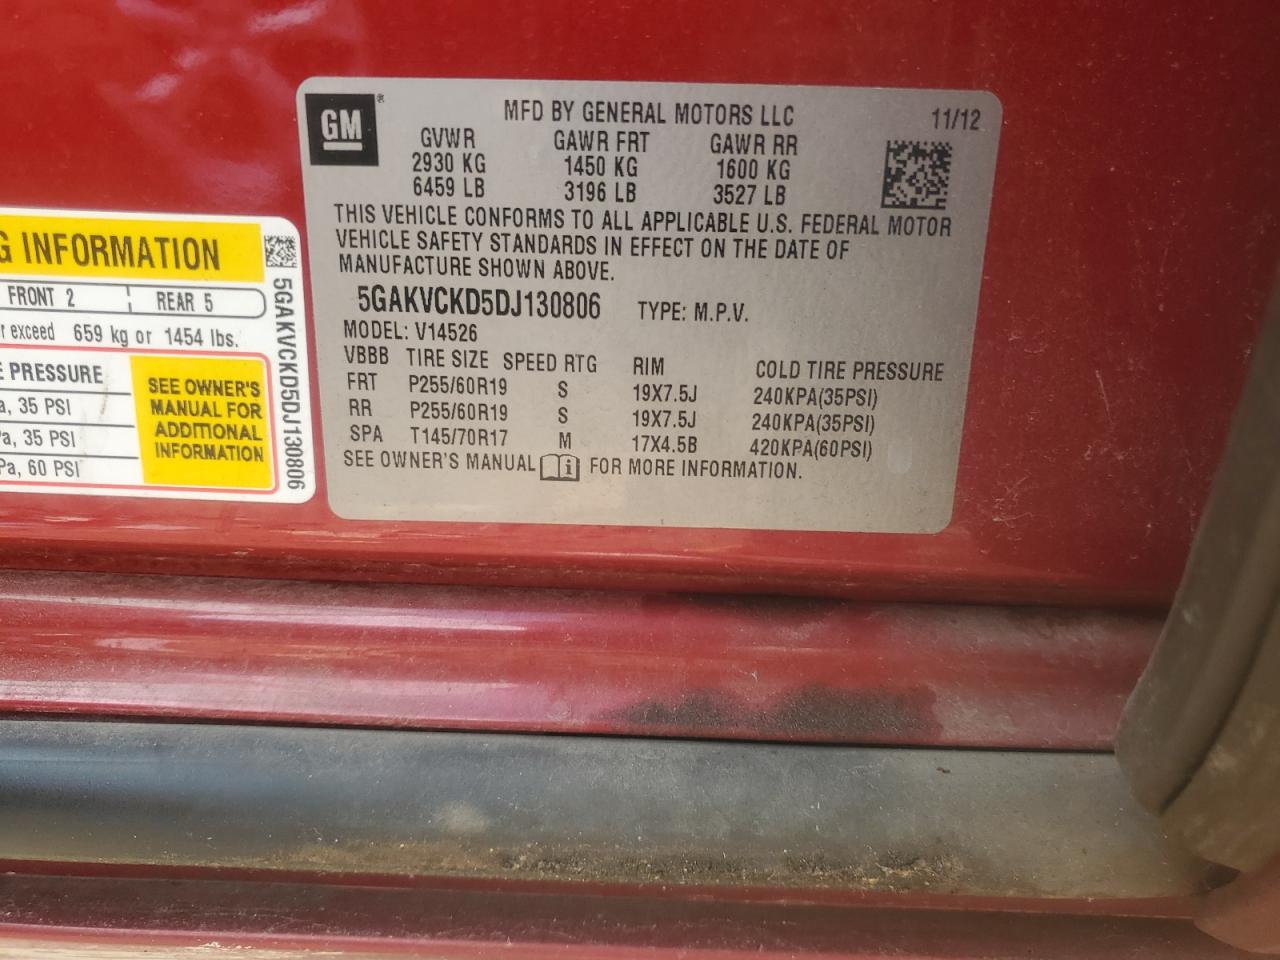 GM®
MFD BY GENERAL MOTORS LLC 11/12
GVWR GAWR FRT GAWR RR
2930 KG 1450 KG 1600 KG
6459 LB 3196 LB 3527 LB
THIS VEHICLE CONFORMS TO ALL APPLICABLE U.S. FEDERAL MOTOR
VEHICLE SAFETY STANDARDS IN EFFECT ON THE DATE OF
MANUFACTURE SHOWN ABOVE.
5GAKVCKD5DJ130806 TYPE: M.P.V.
MODEL: V14526
VBBB TIRE SIZE SPEED RTG RIM COLD TIRE PRESSURE
FRT P255/60R19 S 19X7.5J 240KPA(35PSI)
RR P255/60R19 S 19X7.5J 240KPA(35PSI)
SPA T145/70R17 M 17X4.5B 420KPA(60PSI)
SEE OWNER'S MANUAL i FOR MORE INFORMATION.
G INFORMATION
FRONT 2 REAR 5
r exceed 659 kg or 1454 lbs.
E PRESSURE
a, 35 PSI
Pa, 35 PSI
Pa, 60 PSI
SEE OWNER'S
MANUAL FOR
ADDITIONAL
INFORMATION
5GAKVCKD5DJ130806